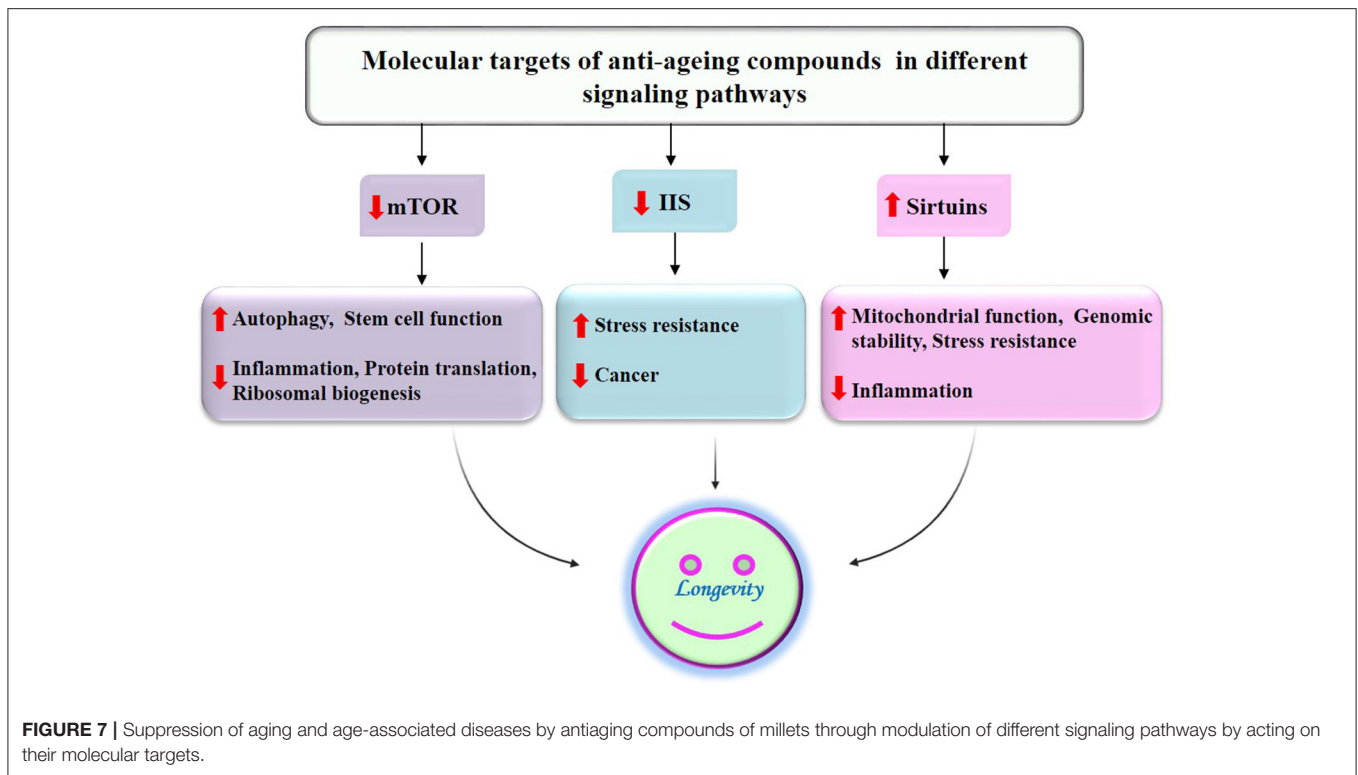 Molecular targets of anti-ageing compounds in different
signaling pathways
mTOR
IIS
Sirtuins
Autophagy, Stem cell function
Inflammation, Protein translation,
Ribosomal biogenesis
Stress resistance
Cancer
Mitochondrial function, Genomic
stability, Stress resistance
Inflammation
Longevity
FIGURE 7 | Suppression of aging and age-associated diseases by antiaging compounds of millets through modulation of different signaling pathways by acting on
their molecular targets.